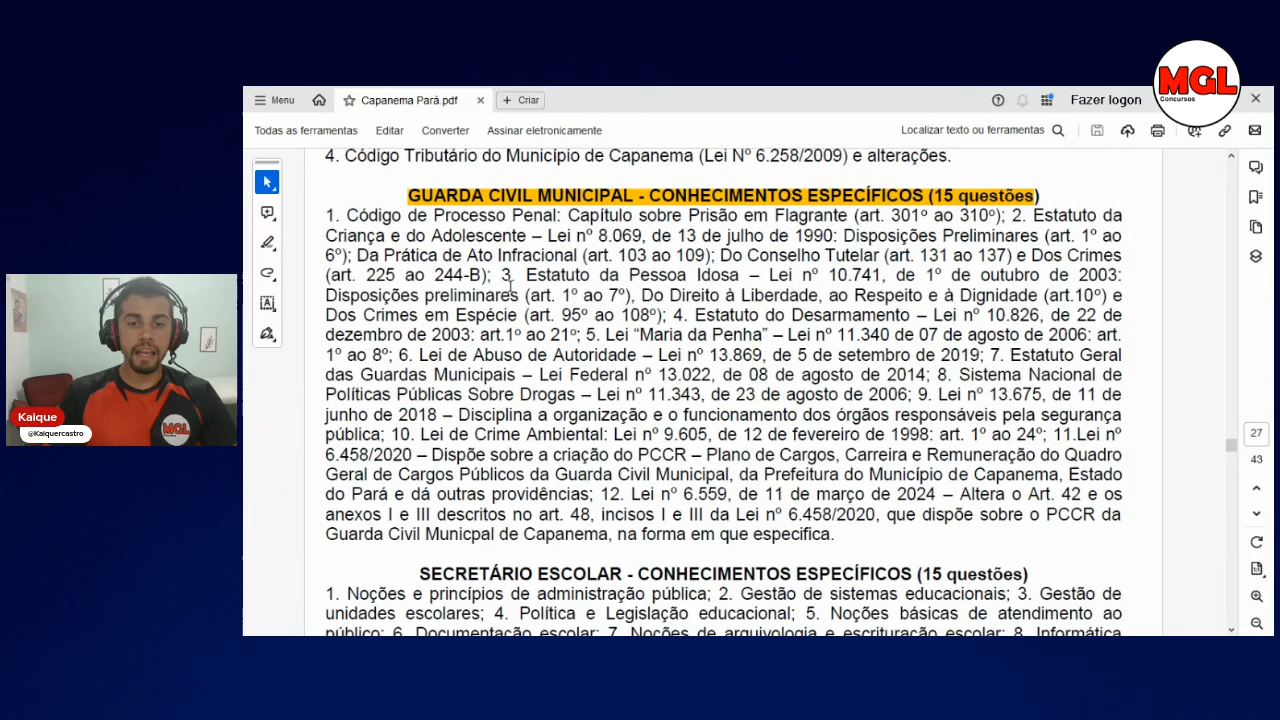 MGL
Concursos
Menu
Capanema Pará.pdf
Criar
Fazer logon
Todas as ferramentas
Editar
Converter
Assinar eletronicamente
Localizar texto ou ferramentas
4. Código Tributário do Município de Capanema (Lei Nº 6.258/2009) e alterações.
GUARDA CIVIL MUNICIPAL - CONHECIMENTOS ESPECÍFICOS (15 questões)
1. Código de Processo Penal: Capítulo sobre Prisão em Flagrante (art. 301º ao 310º); 2. Estatuto da
Criança e do Adolescente – Lei nº 8.069, de 13 de julho de 1990: Disposições Preliminares (art. 1º ao
6º); Da Prática de Ato Infracional (art. 103 ao 109); Do Conselho Tutelar (art. 131 ao 137) e Dos Crimes
(art. 225 ao 244-B); 3. Estatuto da Pessoa Idosa – Lei nº 10.741, de 1º de outubro de 2003:
Disposições preliminares (art. 1º ao 7º), Do Direito à Liberdade, ao Respeito e à Dignidade (art.10º) e
Dos Crimes em Espécie (art. 95º ao 108º); 4. Estatuto do Desarmamento – Lei nº 10.826, de 22 de
dezembro de 2003: art.1º ao 21º; 5. Lei “Maria da Penha” – Lei nº 11.340 de 07 de agosto de 2006: art.
1º ao 8º; 6. Lei de Abuso de Autoridade – Lei nº 13.869, de 5 de setembro de 2019; 7. Estatuto Geral
das Guardas Municipais – Lei Federal nº 13.022, de 08 de agosto de 2014; 8. Sistema Nacional de
Políticas Públicas Sobre Drogas – Lei nº 11.343, de 23 de agosto de 2006; 9. Lei nº 13.675, de 11 de
junho de 2018 – Disciplina a organização e o funcionamento dos órgãos responsáveis pela segurança
pública; 10. Lei de Crime Ambiental: Lei nº 9.605, de 12 de fevereiro de 1998: art. 1º ao 24º; 11.Lei nº
6.458/2020 – Dispõe sobre a criação do PCCR – Plano de Cargos, Carreira e Remuneração do Quadro
Geral de Cargos Públicos da Guarda Civil Municipal, da Prefeitura do Município de Capanema, Estado
do Pará e dá outras providências; 12. Lei nº 6.559, de 11 de março de 2024 – Altera o Art. 42 e os
anexos I e III descritos no art. 48, incisos I e III da Lei nº 6.458/2020, que dispõe sobre o PCCR da
Guarda Civil Municpal de Capanema, na forma em que especifica.
SECRETÁRIO ESCOLAR - CONHECIMENTOS ESPECÍFICOS (15 questões)
1. Noções e princípios de administração pública; 2. Gestão de sistemas educacionais; 3. Gestão de
unidades escolares; 4. Política e Legislação educacional; 5. Noções básicas de atendimento ao
público; 6. Documentação escolar; 7. Noções de arquivologia e escrituração escolar; 8. Informática
27
43
Kaique
@Kaiquercastro
MGL